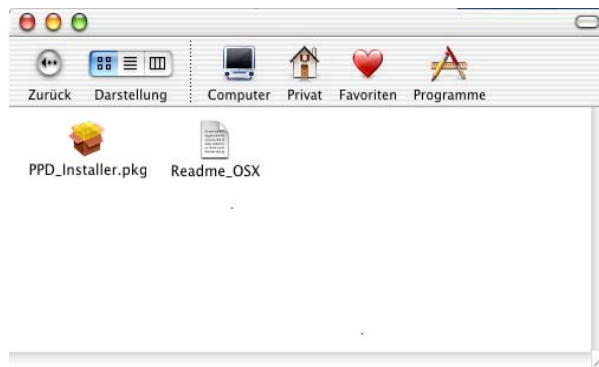 Zurück Darstellung Computer Privat Favoriten Programme
PPD_Installer.pkg Readme_OSX